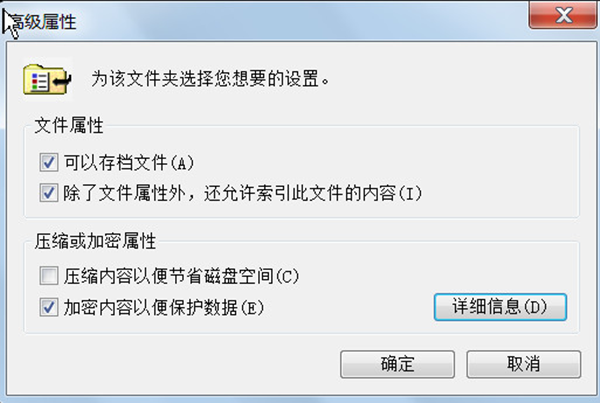 高级属性
为该文件夹选择您想要的设置。
文件属性
可以存档文件(A)
除了文件属性外，还允许索引此文件的内容(I)
压缩或加密属性
压缩内容以便节省磁盘空间(C)
加密内容以便保护数据(E)
详细信息(D)
确定
取消